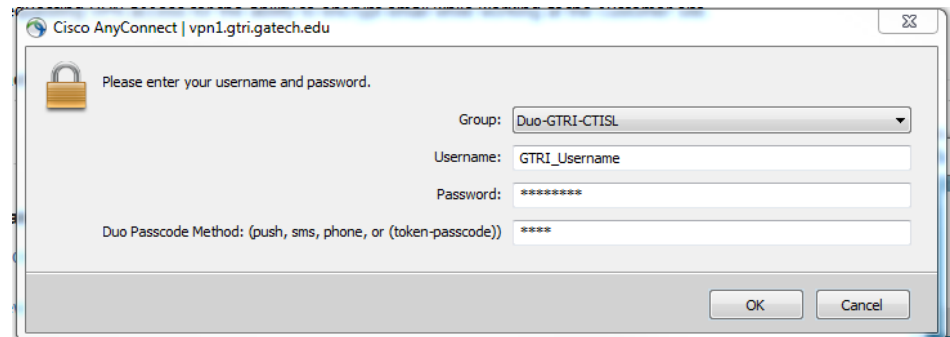 Cisco AnyConnect | vpn1.gtri.gatech.edu
Please enter your username and password.
Group: Duo-GTRI-CTISL
Username: GTRI_Username
Password: ********
Duo Passcode Method: (push, sms, phone, or (token-passcode)) ****
OK Cancel